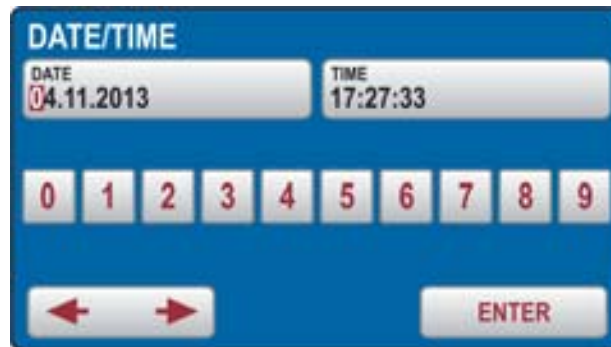 DATE/TIME
DATE
04.11.2013
TIME
17:27:33
0 1 2 3 4 5 6 7 8 9
ENTER